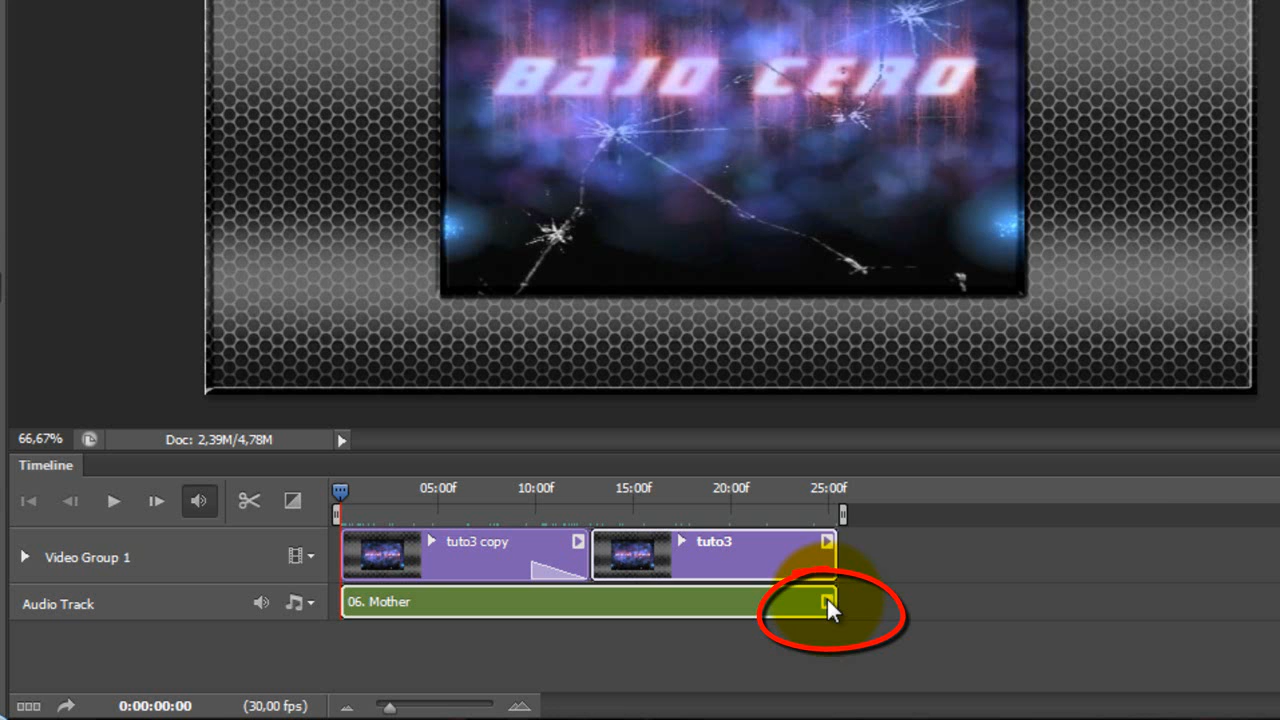 BAJO CERO
66,67%
Doc: 2,39M/4,78M
Timeline
05:00f 10:00f 15:00f 20:00f 25:00f
Video Group 1
tuto3 copy
tuto3
Audio Track
06. Mother
0:00:00:00
(30,00 fps)